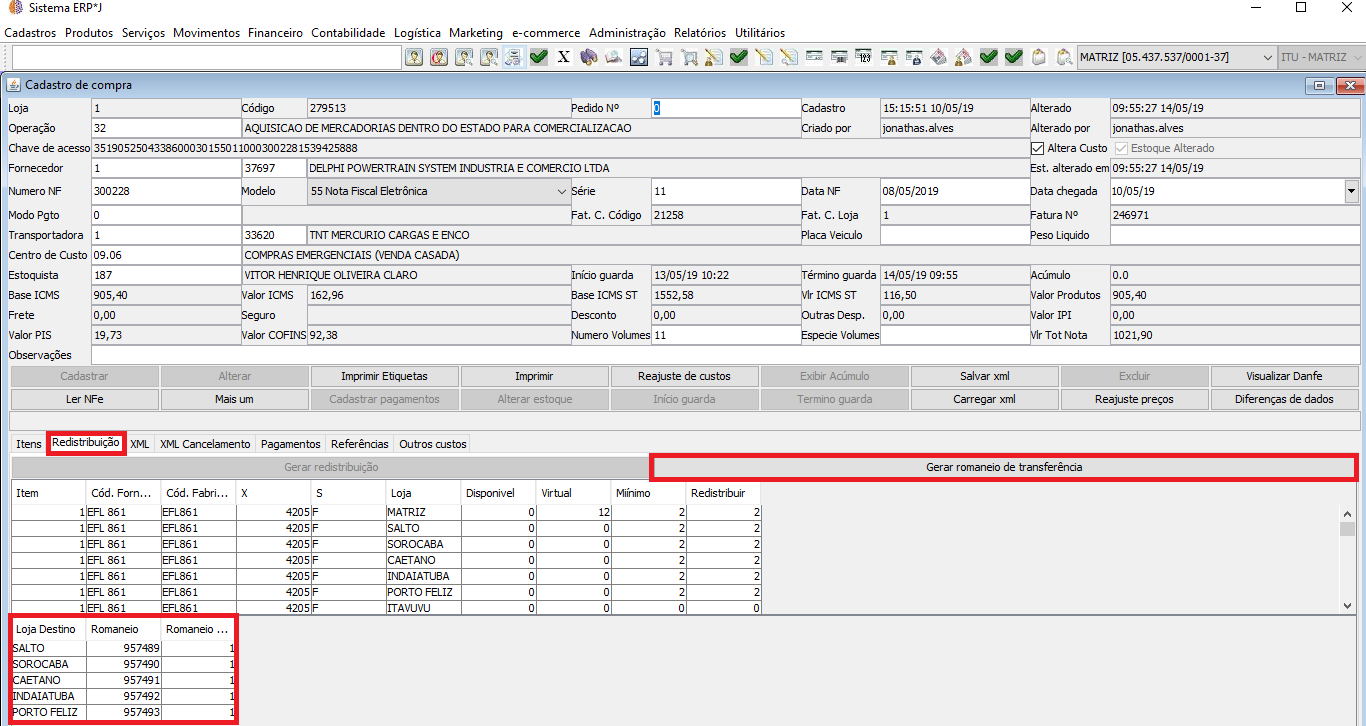 Sistema ERP*J
Cadastros Produtos Serviços Movimentos Financeiro Contabilidade Logística Marketing e-commerce Administração Relatórios Utilitários
X 123 MATRIZ [05.437.537/0001-37] ITU - MATRIZ
Cadastro de compra
Loja 1 Código 279513 Pedido Nº 0 Cadastro 15:15:51 10/05/19 Alterado 09:55:27 14/05/19
Operação 32 AQUISICAO DE MERCADORIAS DENTRO DO ESTADO PARA COMERCIALIZACAO Criado por jonathas.alves Alterado por jonathas.alves
Chave de acesso 35190525043386000301550110003002281539425888 Altera Custo Estoque Alterado
Fornecedor 1 37697 DELPHI POWERTRAIN SYSTEM INDUSTRIA E COMERCIO LTDA Est. alterado em 09:55:27 14/05/19
Numero NF 300228 Modelo 55 Nota Fiscal Eletrônica Série 11 Data NF 08/05/2019 Data chegada 10/05/19
Modo Pgto 0 Fat. C. Código 21258 Fat. C. Loja 1 Fatura Nº 246971
Transportadora 1 33620 TNT MERCURIO CARGAS E ENCO Placa Veiculo Peso Liquido
Centro de Custo 09.06 COMPRAS EMERGENCIAIS (VENDA CASADA)
Estoquista 187 VITOR HENRIQUE OLIVEIRA CLARO Início guarda 13/05/19 10:22 Término guarda 14/05/19 09:55 Acúmulo 0.0
Base ICMS 905,40 Valor ICMS 162,96 Base ICMS ST 1552,58 Vlr ICMS ST 116,50 Valor Produtos 905,40
Frete 0,00 Seguro Desconto 0,00 Outras Desp. 0,00 Valor IPI 0,00
Valor PIS 19,73 Valor COFINS 92,38 Numero Volumes 11 Especie Volumes Vlr Tot Nota 1021,90
Observações
Cadastrar Alterar Imprimir Etiquetas Imprimir Reajuste de custos Exibir Acúmulo Salvar xml Excluir Visualizar Danfe
Ler NFe Mais um Cadastrar pagamentos Alterar estoque Início guarda Termino guarda Carregar xml Reajuste preços Diferenças de dados
Itens Redistribuição XML XML Cancelamento Pagamentos Referências Outros custos
Gerar redistribuição Gerar romaneio de transferência
Item Cód. Forn... Cód. Fabri... X S Loja Disponivel Virtual Miínimo Redistribuir
1 EFL 861 EFL861 4205 F MATRIZ 0 12 2 2
1 EFL 861 EFL861 4205 F SALTO 0 0 2 2
1 EFL 861 EFL861 4205 F SOROCABA 0 0 2 2
1 EFL 861 EFL861 4205 F CAETANO 0 0 2 2
1 EFL 861 EFL861 4205 F INDAIATUBA 0 0 2 2
1 EFL 861 EFL861 4205 F PORTO FELIZ 0 0 2 2
1 EFL 861 EFL861 4205 F ITAVUVU 0 0 0 0
Loja Destino Romaneio Romaneio ...
SALTO 957489 1
SOROCABA 957490 1
CAETANO 957491 1
INDAIATUBA 957492 1
PORTO FELIZ 957493 1